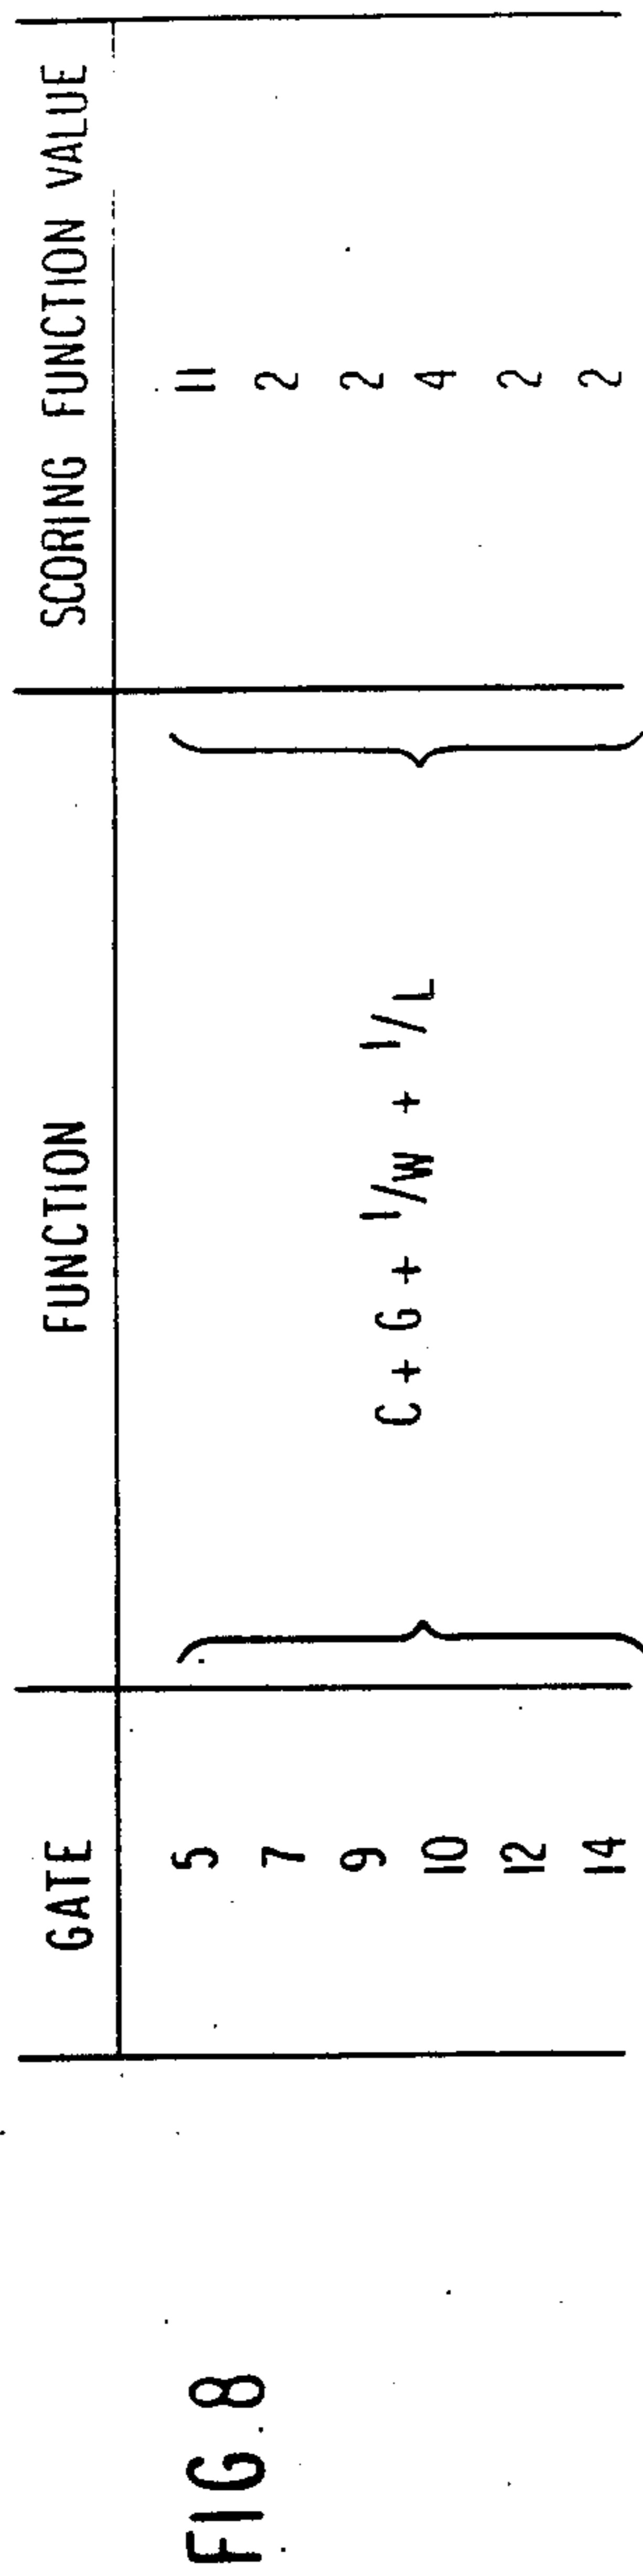 FIG. 8
GATE FUNCTION SCORING FUNCTION VALUE
5 11
7 2
9 2
10 C + G + 1/W + 1/L 4
12 2
14 2